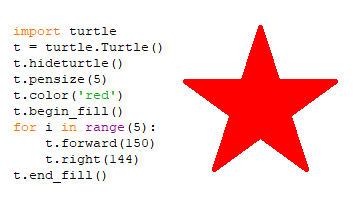 import turtle
t = turtle.Turtle()
t.hideturtle()
t.pensize(5)
t.color('red')
t.begin_fill()
for i in range(5):
    t.forward(150)
    t.right(144)
t.end_fill()